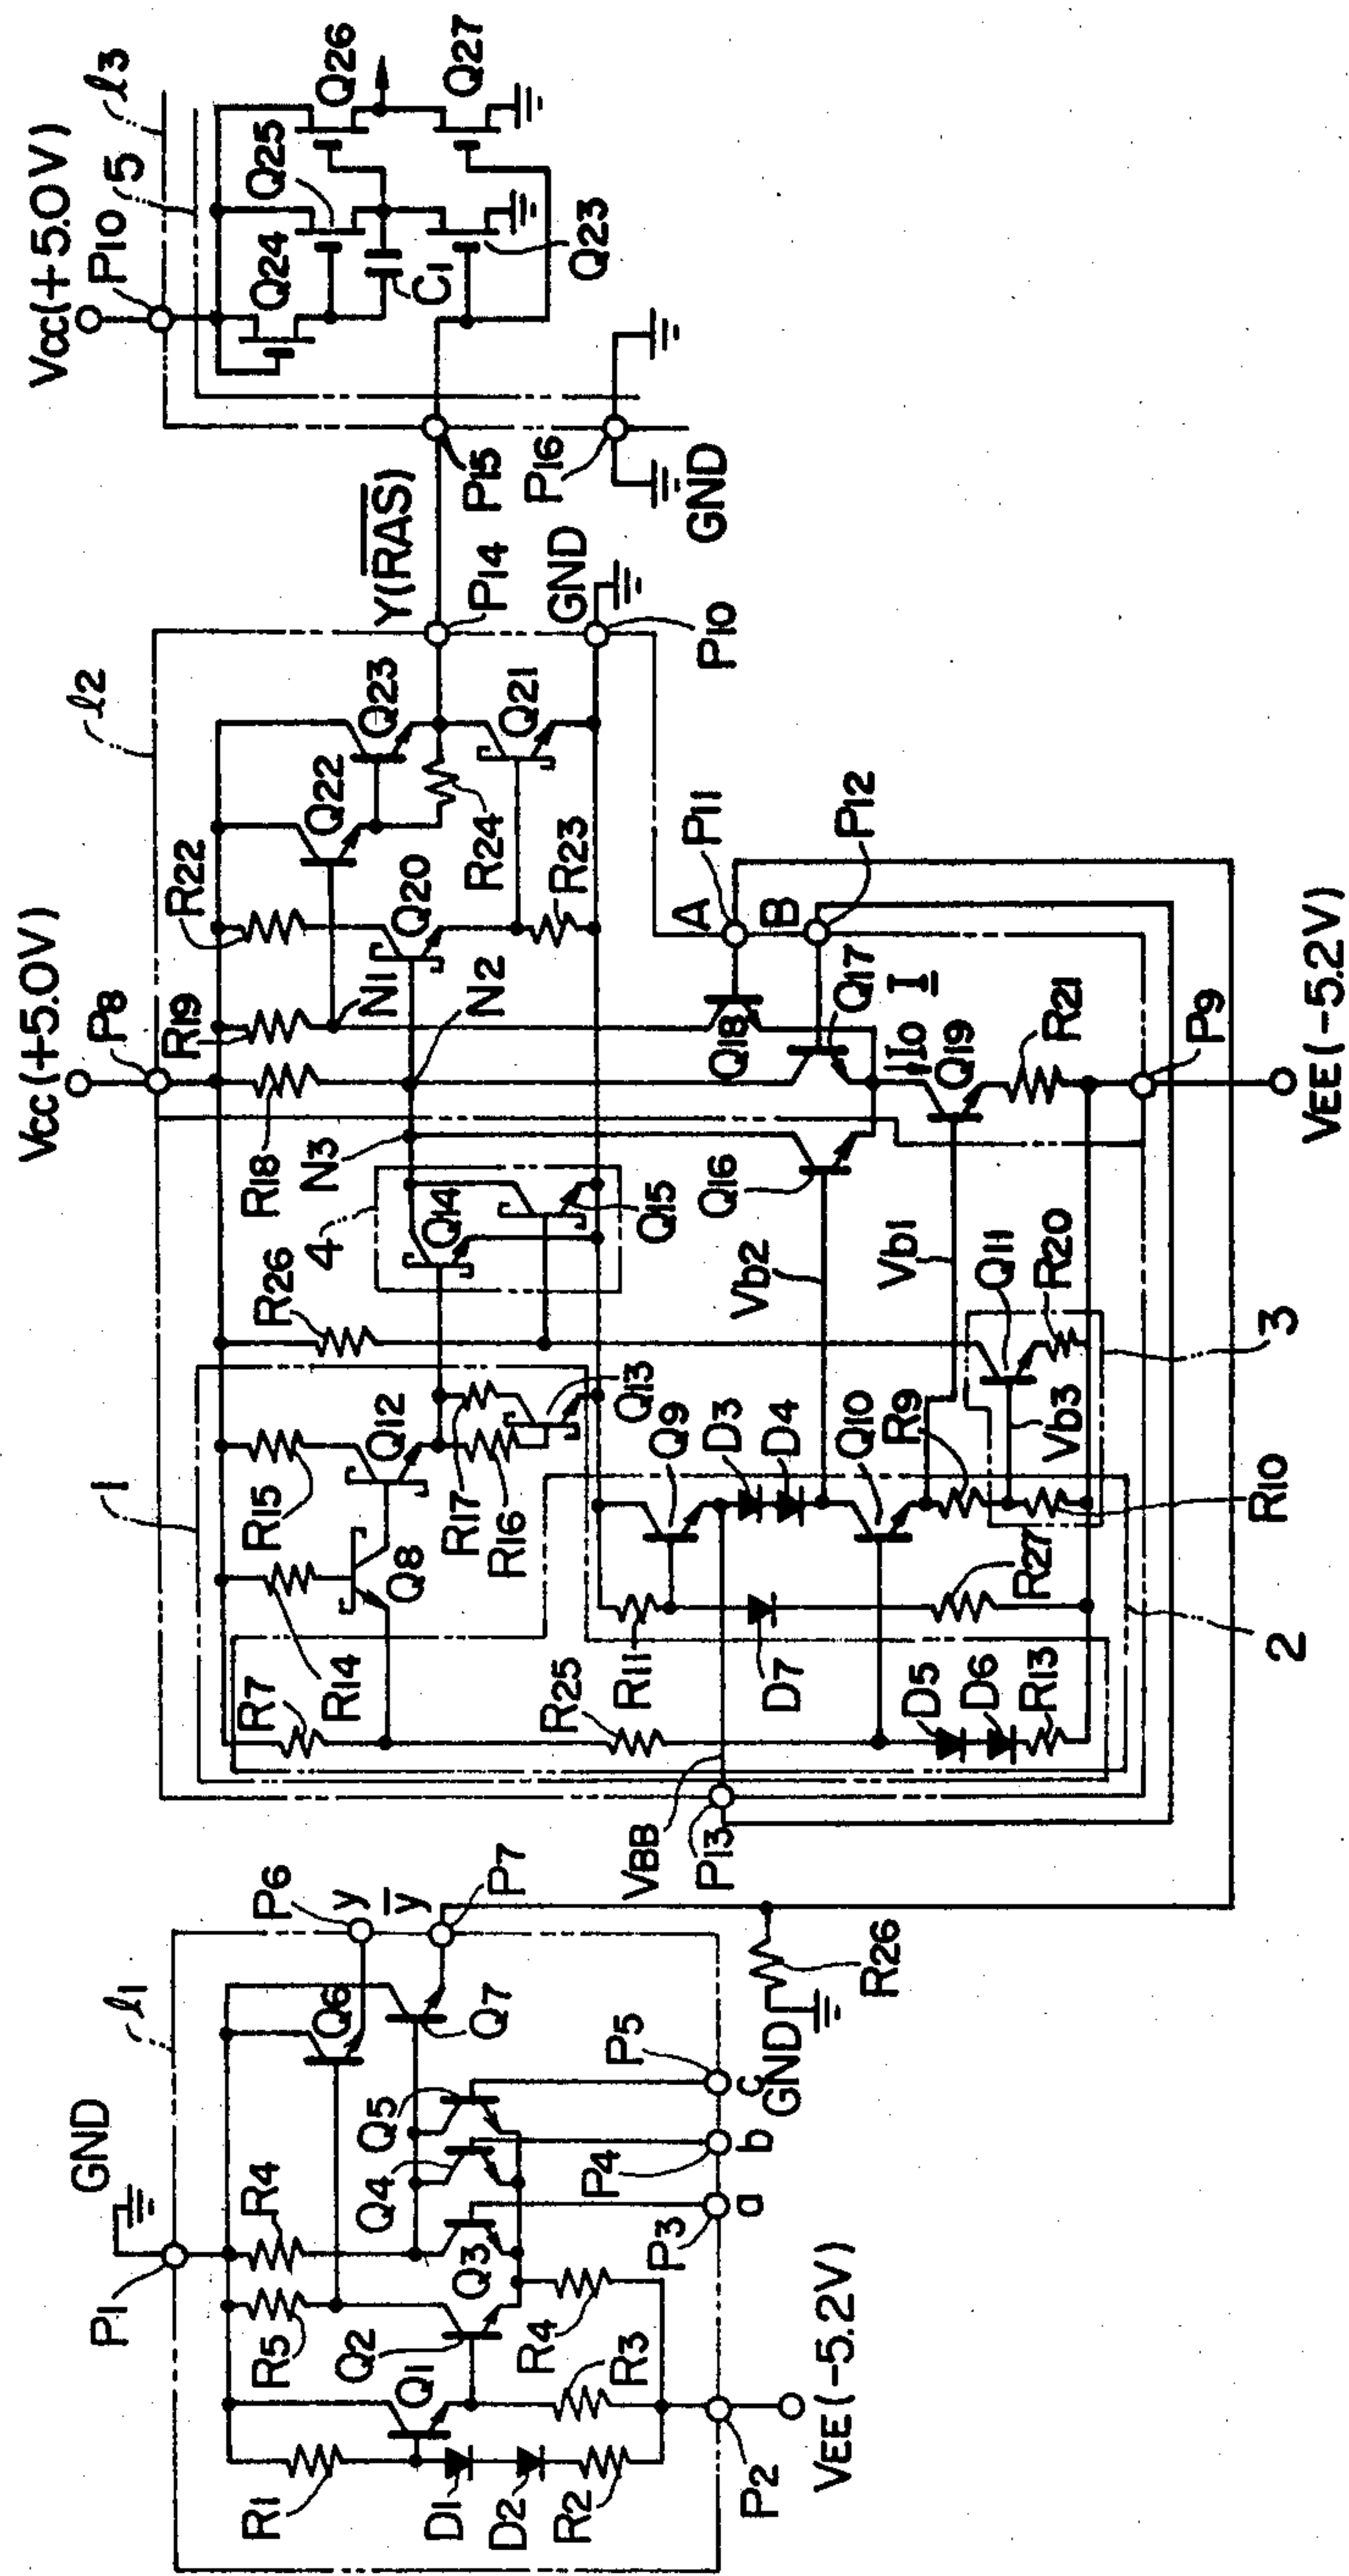 GND
P1
l1
R1
R5
R4
Q1
Q2
Q3
Q4
Q5
Q6
Q7
P6
y
y̅
P7
D1
D2
R2
R3
R4
P3
a
P4
b
P5
c
GND
R26
P2
VEE(-5.2V)
VCC(+5.0V)
P8
l2
1
R7
R14
R15
Q8
Q12
R17
R16
Q13
R26
4
Q14
Q15
R18
N3
R19
N1
N2
R22
Q20
Q22
Q23
R24
R23
Q21
Y(R̅A̅S̅)
P14
GND
P10
VBB
P13
R25
R11
D7
R27
Q9
D3
D4
Q10
R9
D5
D6
R13
2
R10
Vb2
Vb1
Vb3
Q11
R20
3
Q16
Q18
Q17
I
I0
Q19
R21
A
P11
B
P12
P9
VEE(-5.2V)
VCC(+5.0V)
P10
5
l3
Q24
Q25
Q26
C1
Q23
Q27
P15
P16
GND